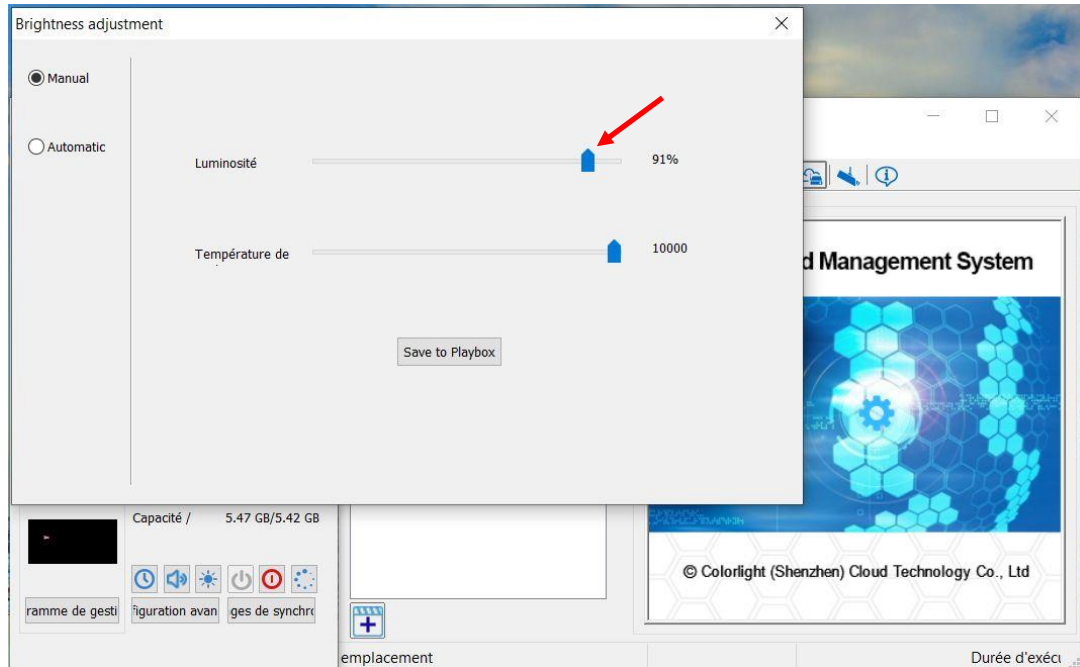 Brightness adjustment
Manual
Automatic
Luminosité
91%
Température de
10000
Save to Playbox
d Management System
© Colorlight (Shenzhen) Cloud Technology Co., Ltd
Capacité /
5.47 GB/5.42 GB
ramme de gesti
figuration avan
ges de synchro
emplacement
Durée d'exécu